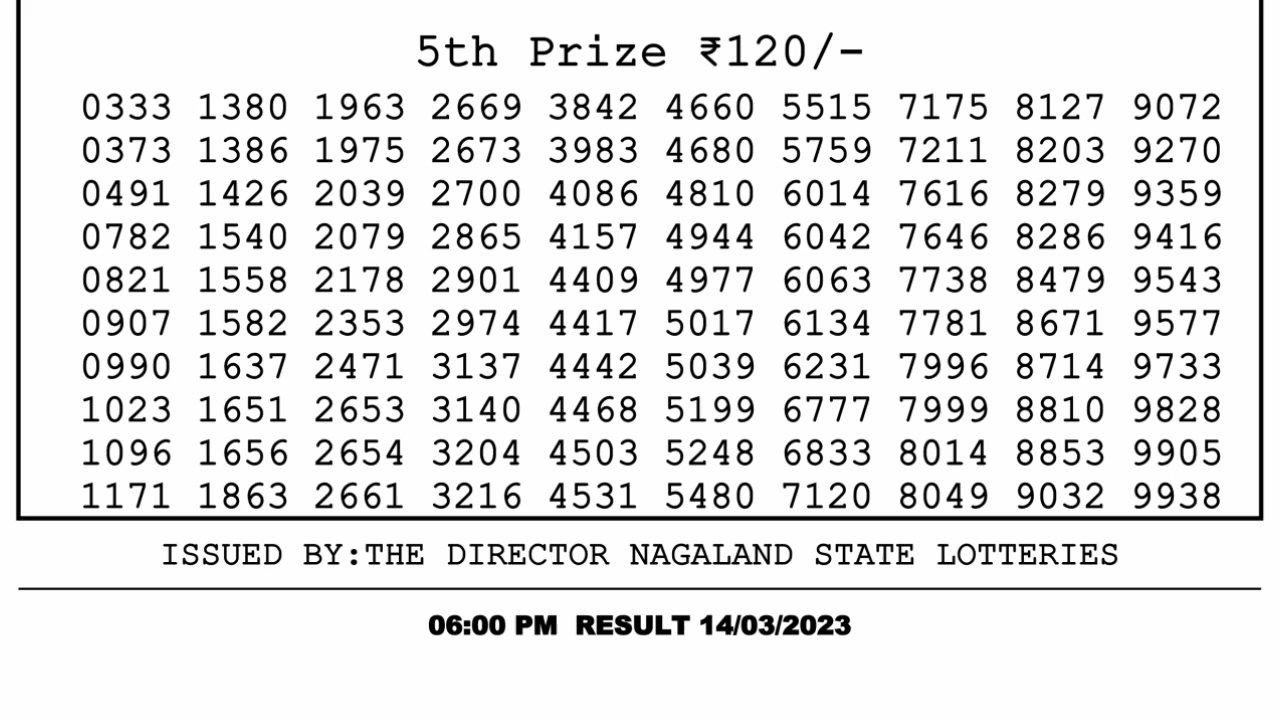 5th Prize ₹120/-
0333 1380 1963 2669 3842 4660 5515 7175 8127 9072
0373 1386 1975 2673 3983 4680 5759 7211 8203 9270
0491 1426 2039 2700 4086 4810 6014 7616 8279 9359
0782 1540 2079 2865 4157 4944 6042 7646 8286 9416
0821 1558 2178 2901 4409 4977 6063 7738 8479 9543
0907 1582 2353 2974 4417 5017 6134 7781 8671 9577
0990 1637 2471 3137 4442 5039 6231 7996 8714 9733
1023 1651 2653 3140 4468 5199 6777 7999 8810 9828
1096 1656 2654 3204 4503 5248 6833 8014 8853 9905
1171 1863 2661 3216 4531 5480 7120 8049 9032 9938
ISSUED BY:THE DIRECTOR NAGALAND STATE LOTTERIES
06:00 PM RESULT 14/03/2023